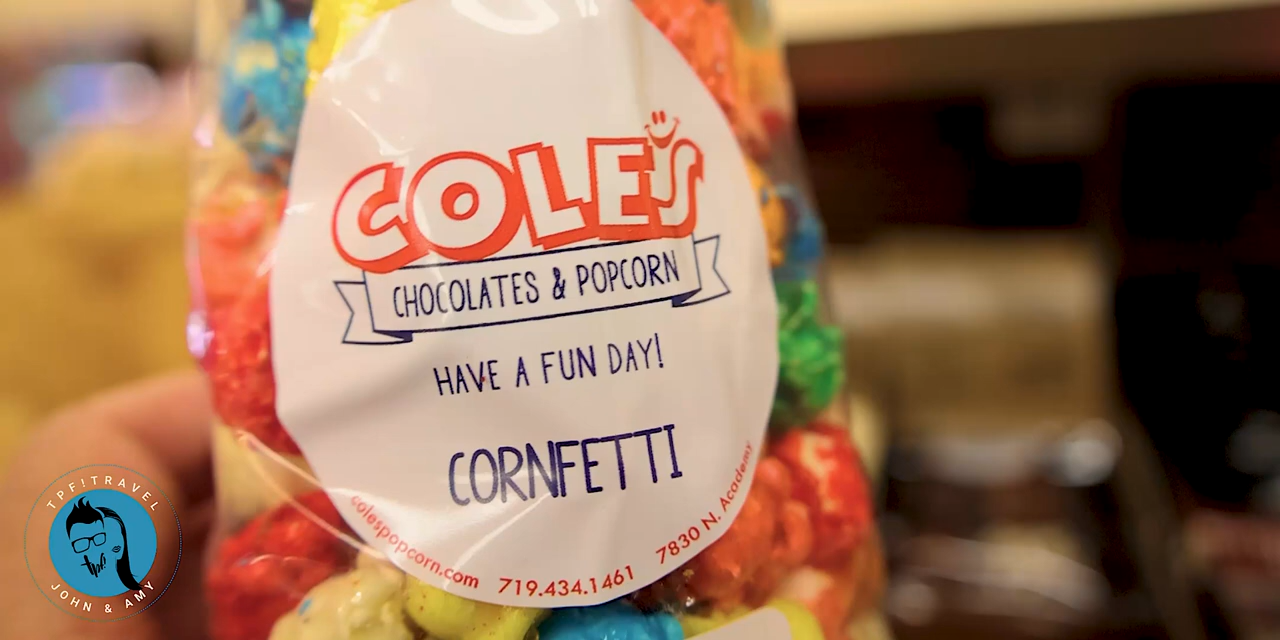 COLE'S
CHOCOLATES & POPCORN
HAVE A FUN DAY!
CORNFETTI
colespopcorn.com 719.434.1461 7830 N. Academy
TPFITRAVEL
JOHN & AMY